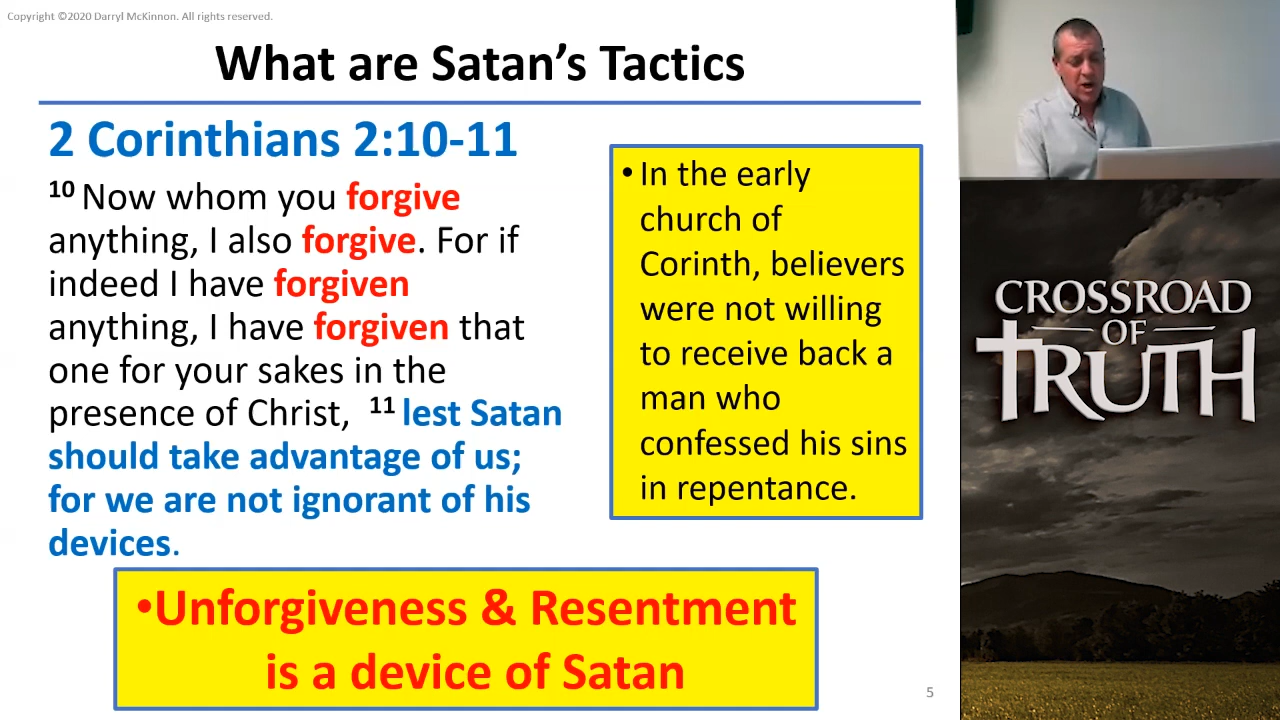 Copyright ©2020 Darryl McKinnon. All rights reserved.
What are Satan's Tactics
2 Corinthians 2:10-11
10 Now whom you forgive
anything, I also forgive. For if
indeed I have forgiven
anything, I have forgiven that
one for your sakes in the
presence of Christ, 11 lest Satan
should take advantage of us;
for we are not ignorant of his
devices.
• In the early
church of
Corinth, believers
were not willing
to receive back a
man who
confessed his sins
in repentance.
•Unforgiveness & Resentment
is a device of Satan
5
CROSSROAD
OF
TRUTH